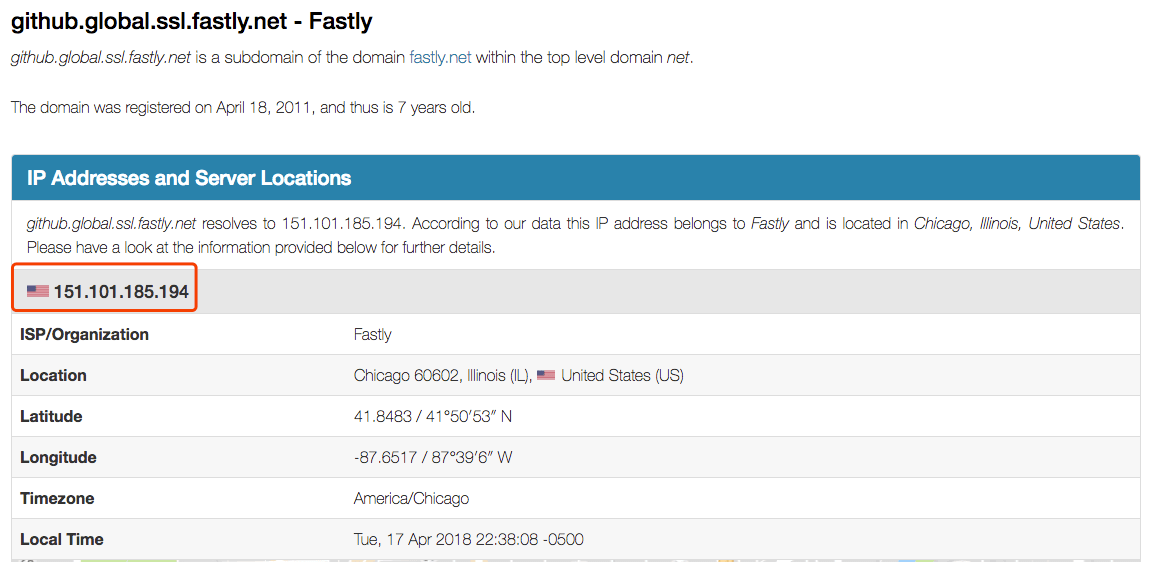 github.global.ssl.fastly.net - Fastly
github.global.ssl.fastly.net is a subdomain of the domain fastly.net within the top level domain net.
The domain was registered on April 18, 2011, and thus is 7 years old.
IP Addresses and Server Locations
github.global.ssl.fastly.net resolves to 151.101.185.194. According to our data this IP address belongs to Fastly and is located in Chicago, Illinois, United States.
Please have a look at the information provided below for further details.
151.101.185.194
ISP/Organization Fastly
Location Chicago 60602, Illinois (IL), United States (US)
Latitude 41.8483 / 41°50′53″ N
Longitude -87.6517 / 87°39′6″ W
Timezone America/Chicago
Local Time Tue, 17 Apr 2018 22:38:08 -0500